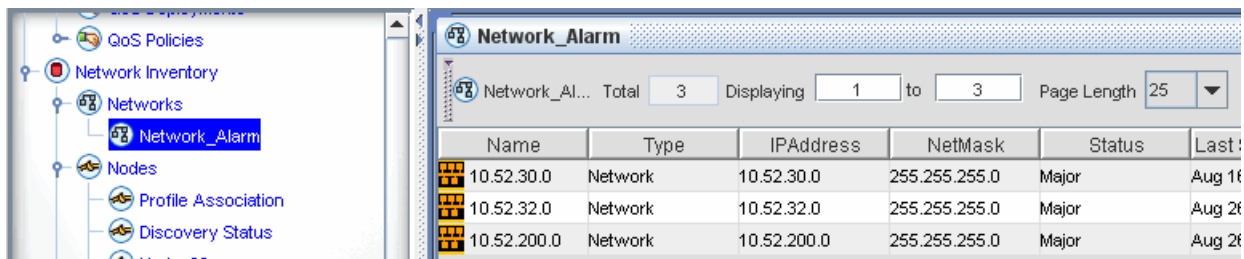 QoS Policies
Network Inventory
Networks
Network_Alarm
Nodes
Profile Association
Discovery Status
Network_Alarm
Network_Al... Total 3 Displaying 1 to 3 Page Length 25
Name Type IPAddress NetMask Status Last
10.52.30.0 Network 10.52.30.0 255.255.255.0 Major Aug 16
10.52.32.0 Network 10.52.32.0 255.255.255.0 Major Aug 26
10.52.200.0 Network 10.52.200.0 255.255.255.0 Major Aug 26